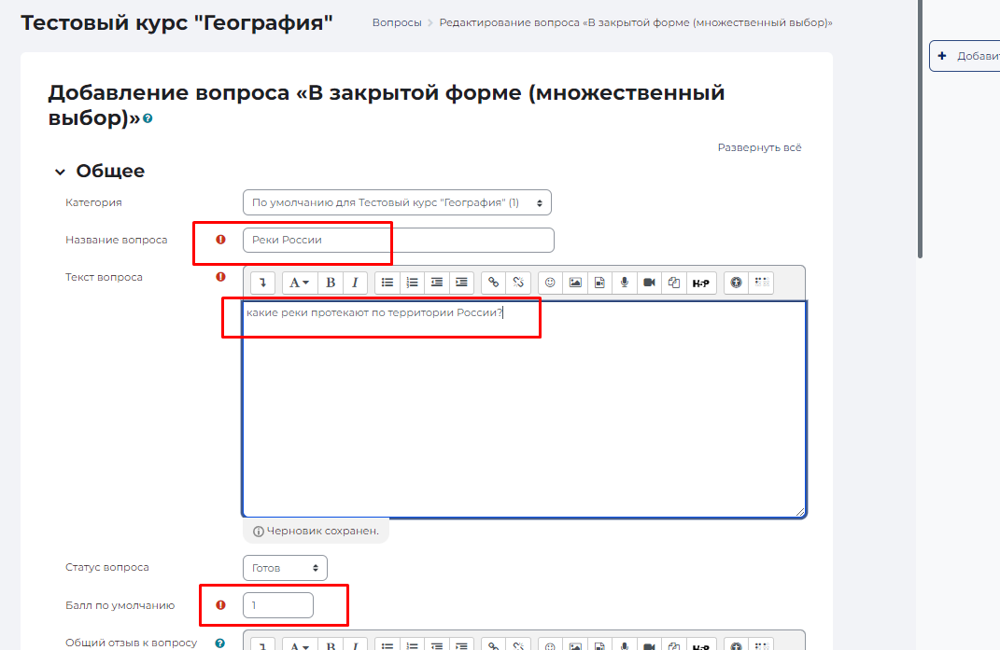 Тестовый курс "География"
Вопросы > Редактирование вопроса «В закрытой форме (множественный выбор)»
+ Добави
Добавление вопроса «В закрытой форме (множественный
выбор)»
Развернуть всё
Общее
Категория
По умолчанию для Тестовый курс "География" (1)
Название вопроса
Реки России
Текст вопроса
A B I H-P
какие реки протекают по территории России?
Черновик сохранен.
Статус вопроса
Готов
Балл по умолчанию
1
Общий отзыв к вопросу
A B I H-P